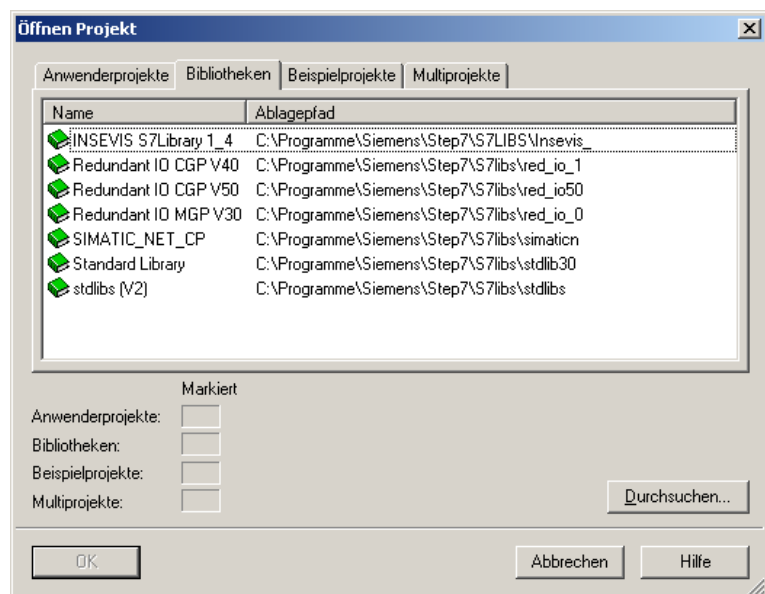 Öffnen Projekt
Anwenderprojekte Bibliotheken Beispielprojekte Multiprojekte
Name Ablagepfad
INSEVIS S7Library 1_4 C:\Programme\Siemens\Step7\S7LIBS\Insevis_
Redundant IO CGP V40 C:\Programme\Siemens\Step7\S7libs\red_io_1
Redundant IO CGP V50 C:\Programme\Siemens\Step7\S7libs\red_io50
Redundant IO MGP V30 C:\Programme\Siemens\Step7\S7libs\red_io_0
SIMATIC_NET_CP C:\Programme\Siemens\Step7\S7libs\simaticn
Standard Library C:\Programme\Siemens\Step7\S7libs\stdlib30
stdlibs (V2) C:\Programme\Siemens\Step7\S7libs\stdlibs
Markiert
Anwenderprojekte:
Bibliotheken:
Beispielprojekte:
Multiprojekte:
Durchsuchen...
OK Abbrechen Hilfe